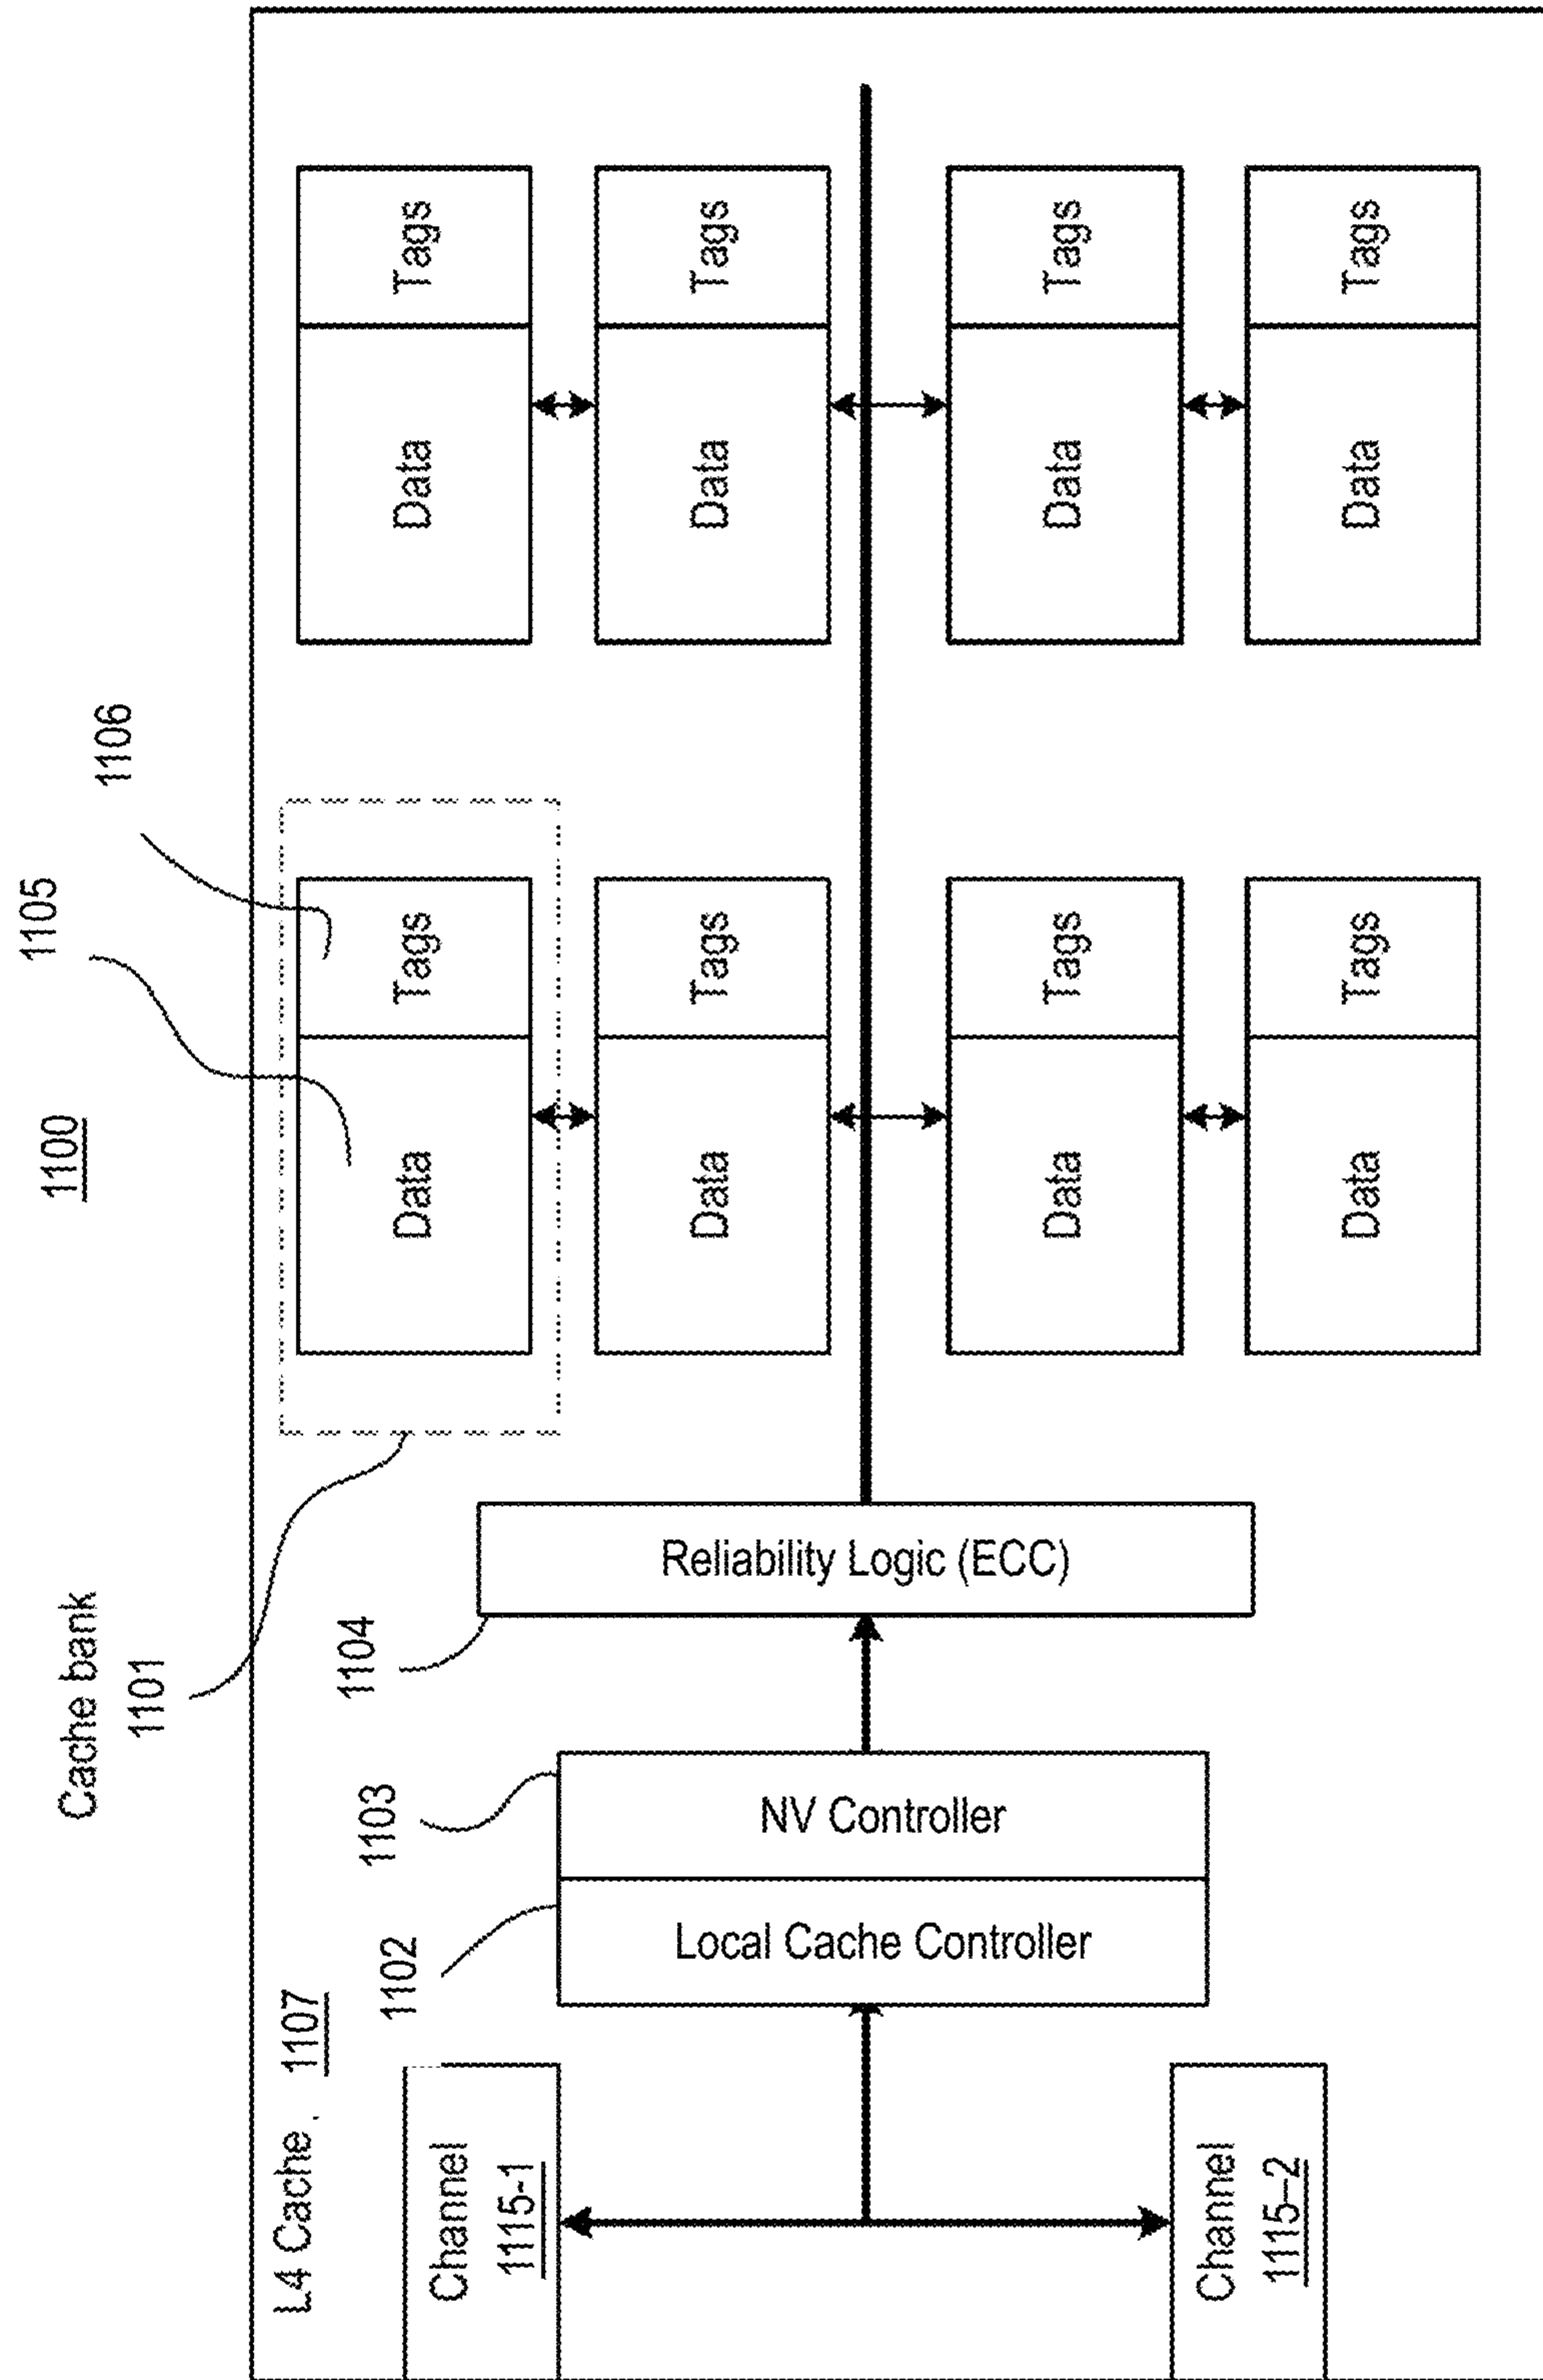 1100
Cache bank
1101
1105
1106
L4 Cache
1107
1102
1103
1104
Channel
1115-1
Channel
1115-2
Local Cache Controller
NV Controller
Reliability Logic (ECC)
Data
Tags
Data
Tags
Data
Tags
Data
Tags
Data
Tags
Data
Tags
Data
Tags
Data
Tags